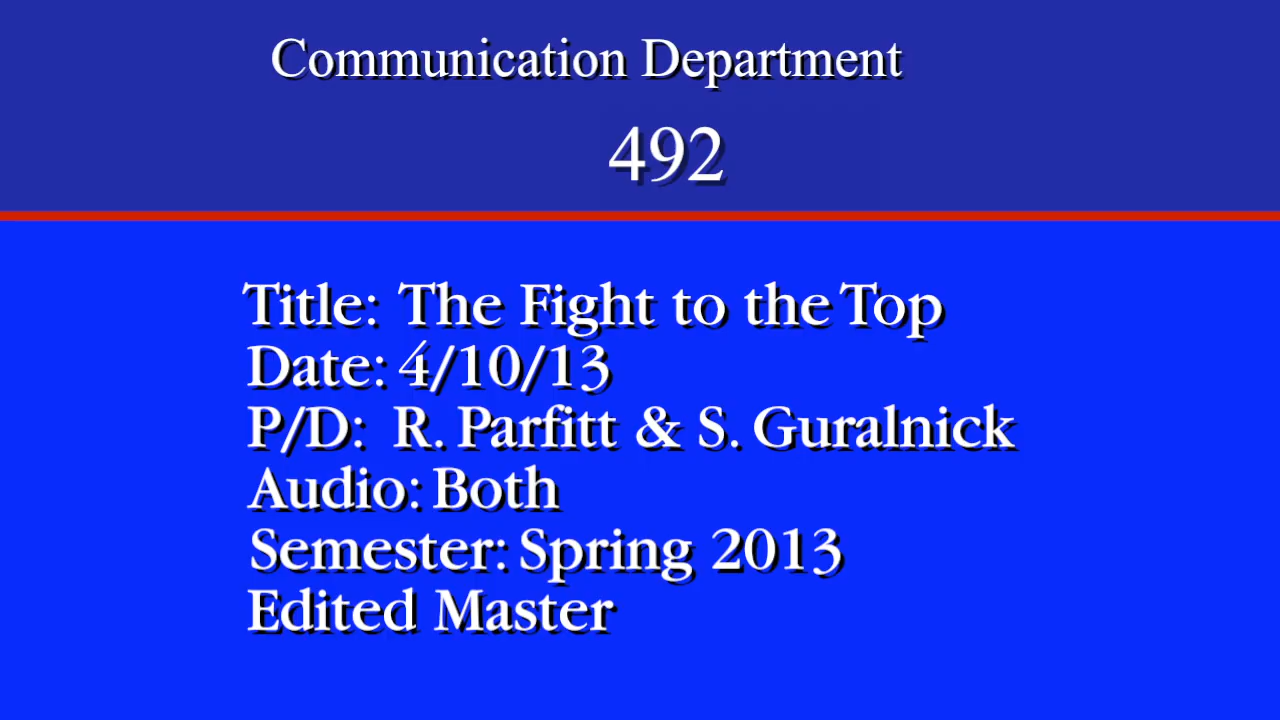 Communication Department
492
Title: The Fight to the Top
Date: 4/10/13
P/D: R. Parfitt & S. Guralnick
Audio: Both
Semester: Spring 2013
Edited Master